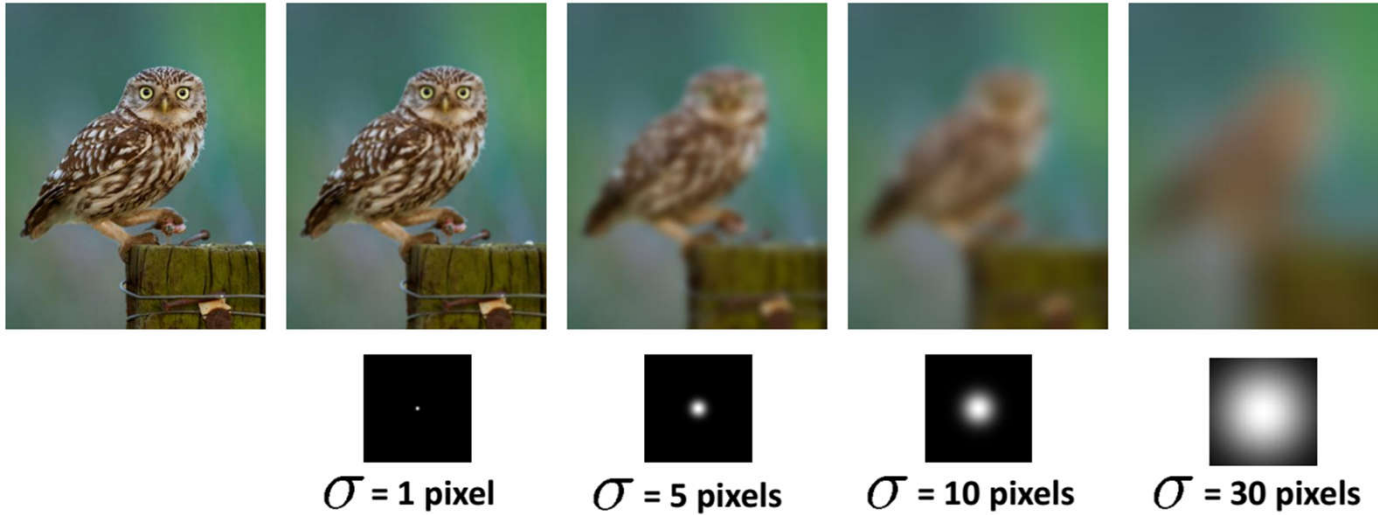 σ = 1 pixel
σ = 5 pixels
σ = 10 pixels
σ = 30 pixels